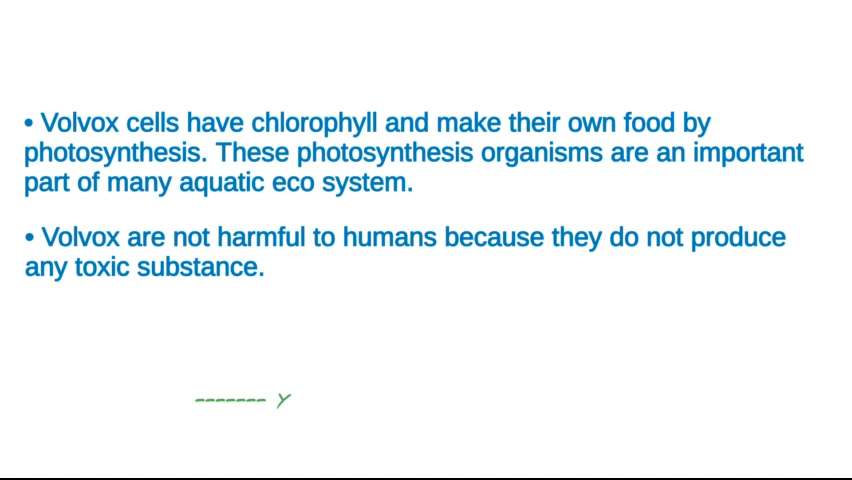 • Volvox cells have chlorophyll and make their own food by
photosynthesis. These photosynthesis organisms are an important
part of many aquatic eco system.
• Volvox are not harmful to humans because they do not produce
any toxic substance.
------- Y